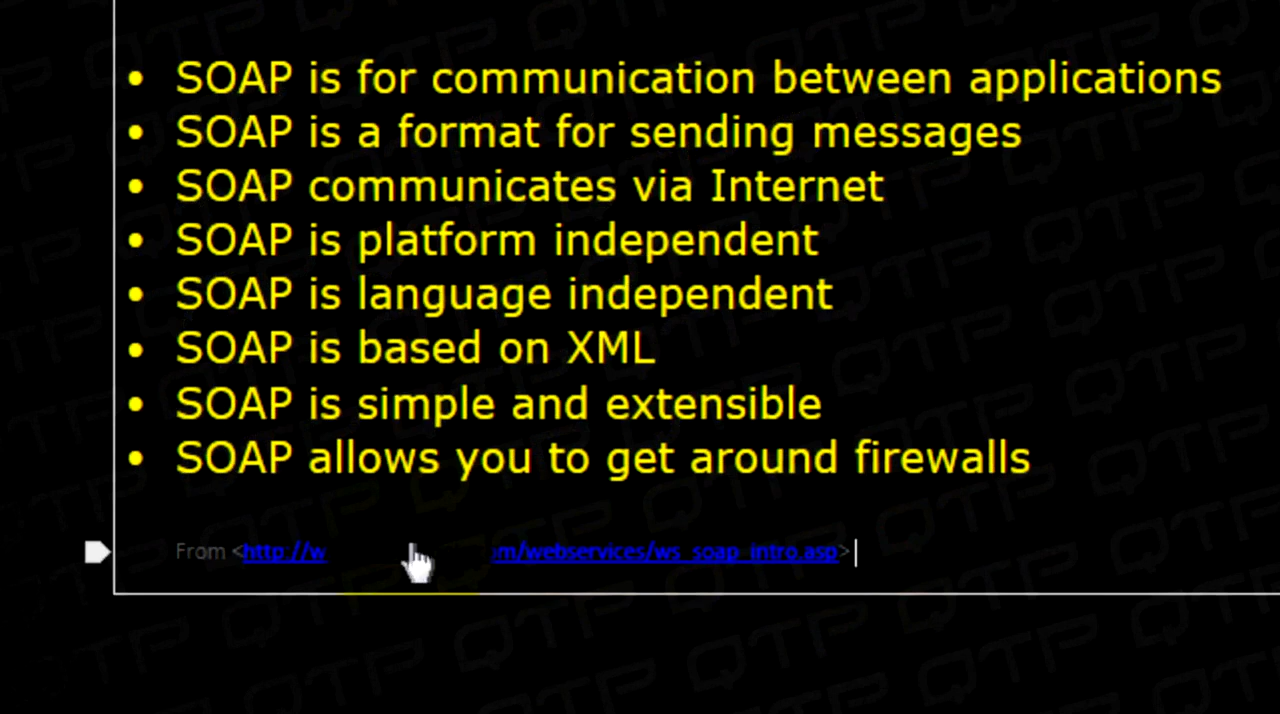 • SOAP is for communication between applications
• SOAP is a format for sending messages
• SOAP communicates via Internet
• SOAP is platform independent
• SOAP is language independent
• SOAP is based on XML
• SOAP is simple and extensible
• SOAP allows you to get around firewalls
From <http://w m/webservices/ws_soap_intro.asp>